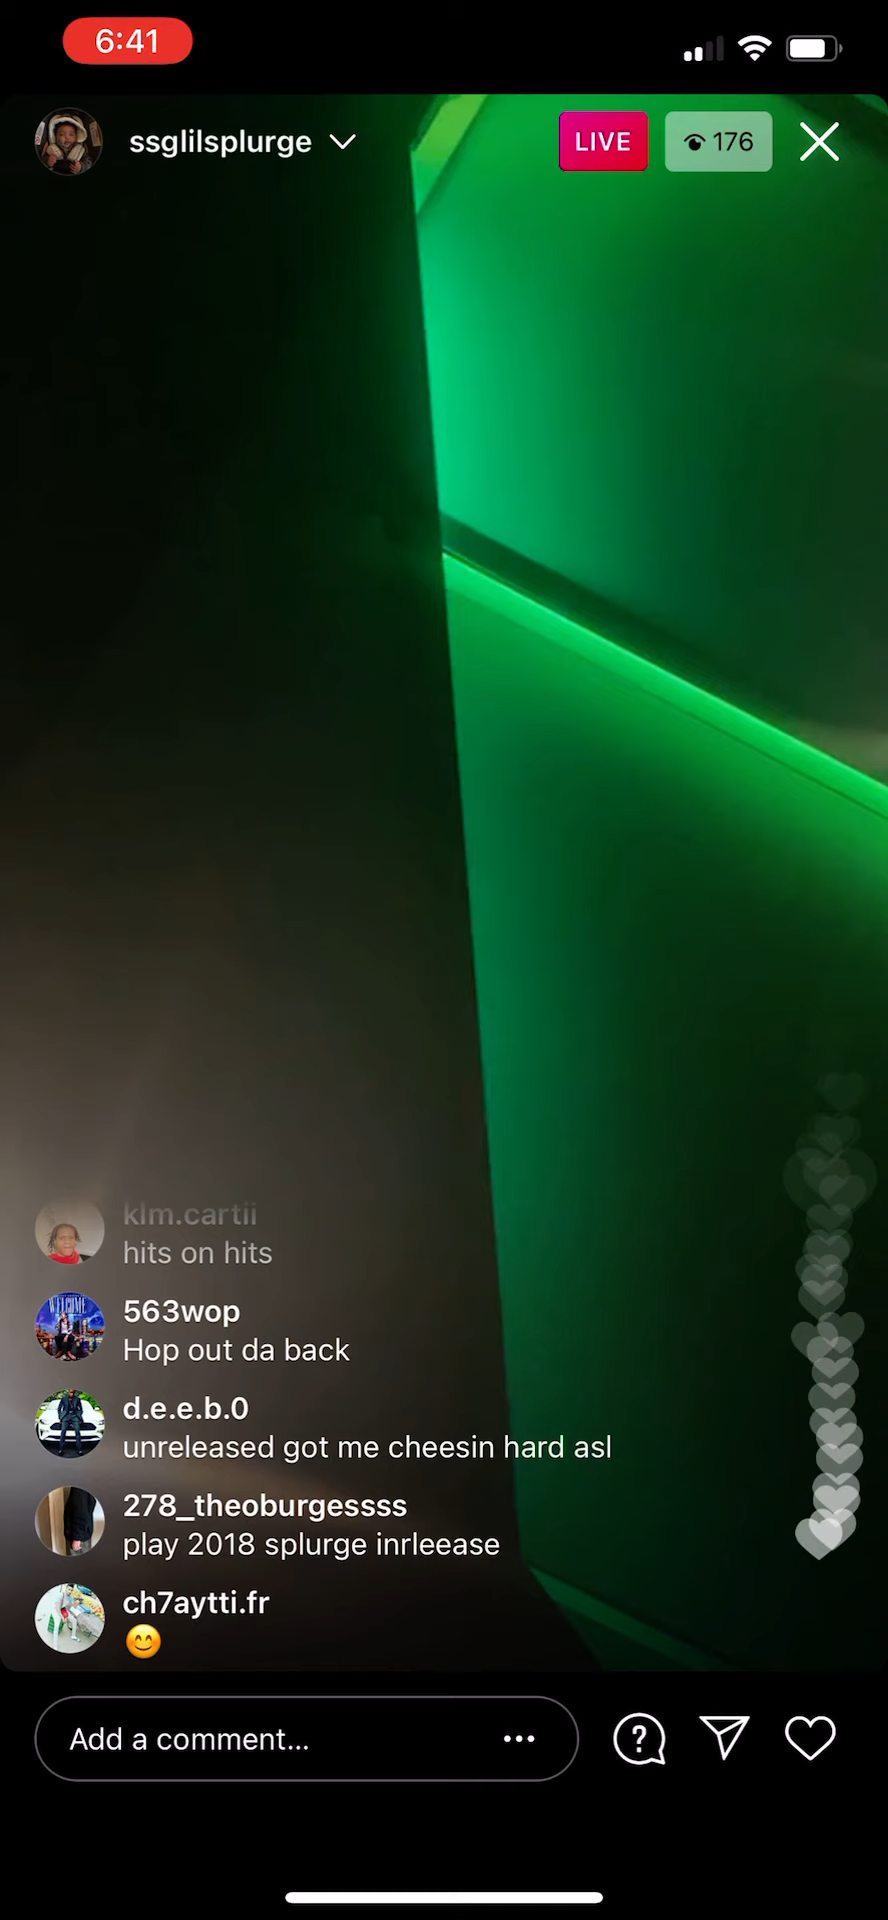 6:41
ssglilsplurge
LIVE
176
klm.cartii
hits on hits
563wop
Hop out da back
d.e.e.b.0
unreleased got me cheesin hard asl
278_theoburgessss
play 2018 splurge inrleease
ch7aytti.fr
😊
Add a comment...